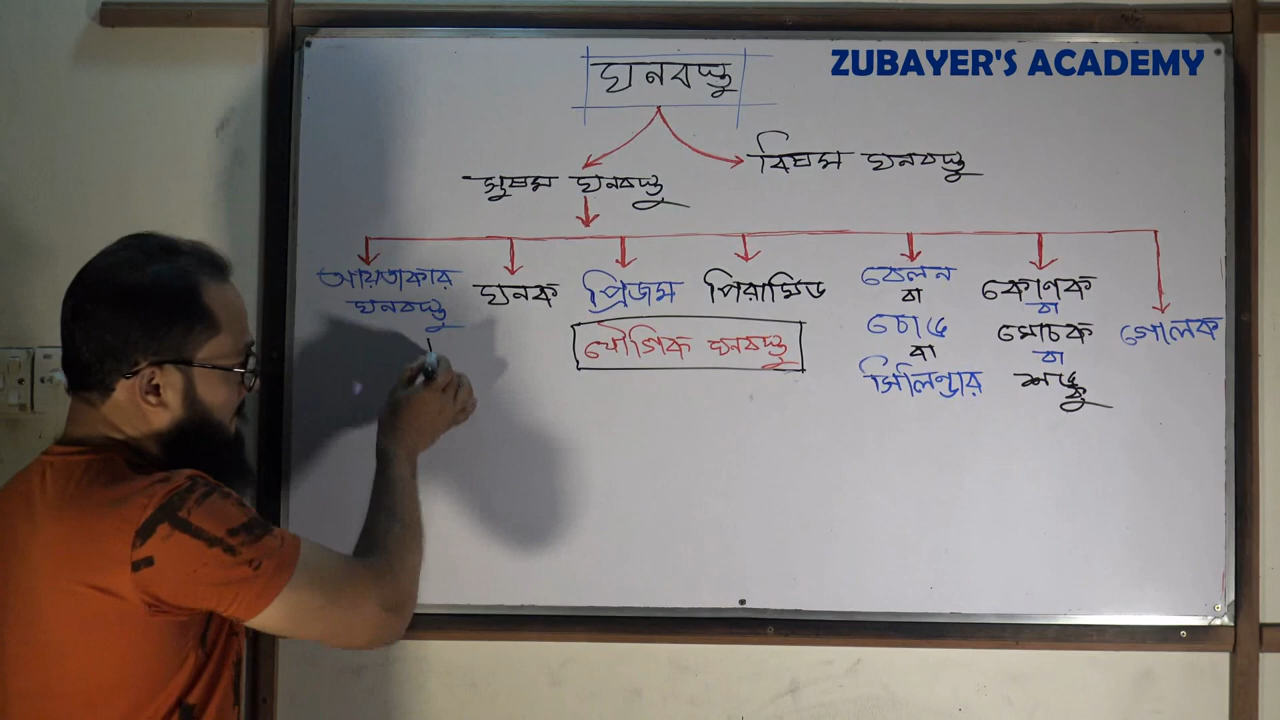 ZUBAYER'S ACADEMY
ঘনবস্তু
সুষম ঘনবস্তু
বিষম ঘনবস্তু
আয়তাকার
ঘনবস্তু
ঘনক
প্রিজম
পিরামিড
যৌগিক ঘনবস্তু
বেলন
বা
চোঙ
বা
সিলিন্ডার
কোণক
বা
মোচক
বা
শঙ্কু
গোলক